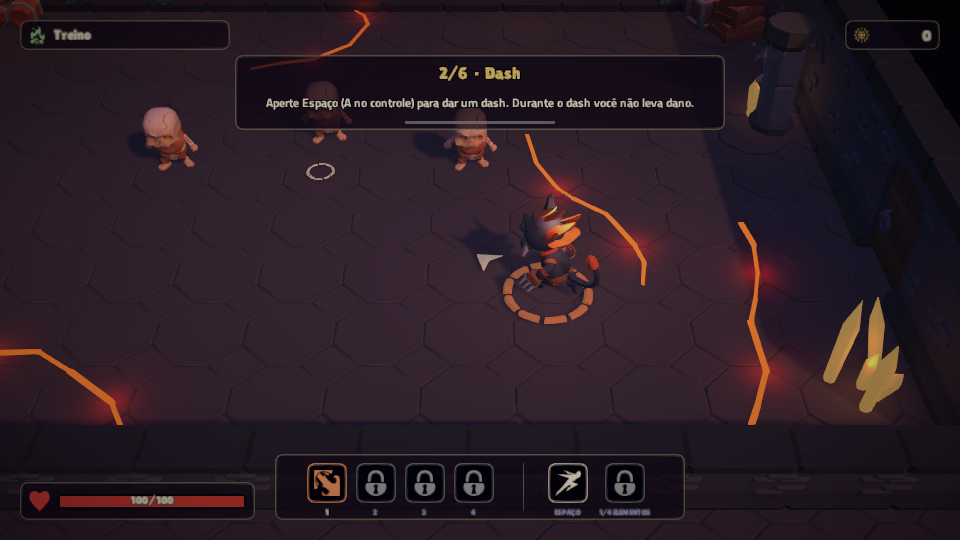 Treino
0
2/6 · Dash
Aperte Espaço (A no controle) para dar um dash. Durante o dash você não leva dano.
100/100
1
2
3
4
ESPAÇO
1/4 ELEMENTOS